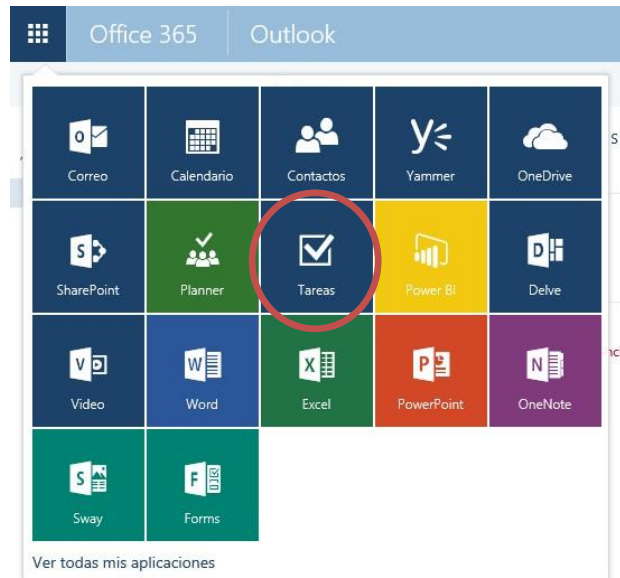 Office 365 Outlook
Correo Calendario Contactos Yammer OneDrive
SharePoint Planner Tareas Power BI Delve
Video Word Excel PowerPoint OneNote
Sway Forms
Ver todas mis aplicaciones